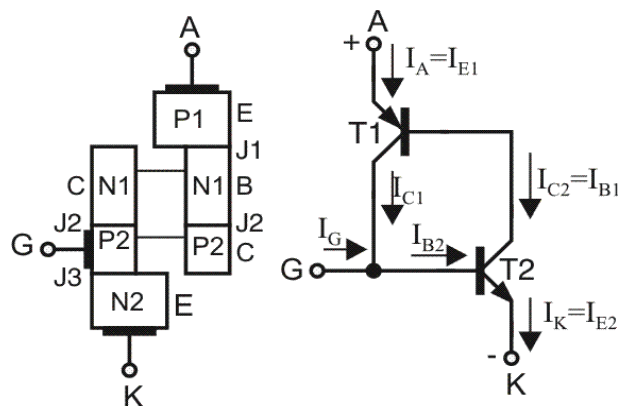 A
P1
E
J1
C
N1
N1
B
J2
J2
G
P2
P2
C
J3
N2
E
K
A
+
I_A=I_E1
T1
I_C1
I_C2=I_B1
I_G
I_B2
G
T2
I_K=I_E2
-
K